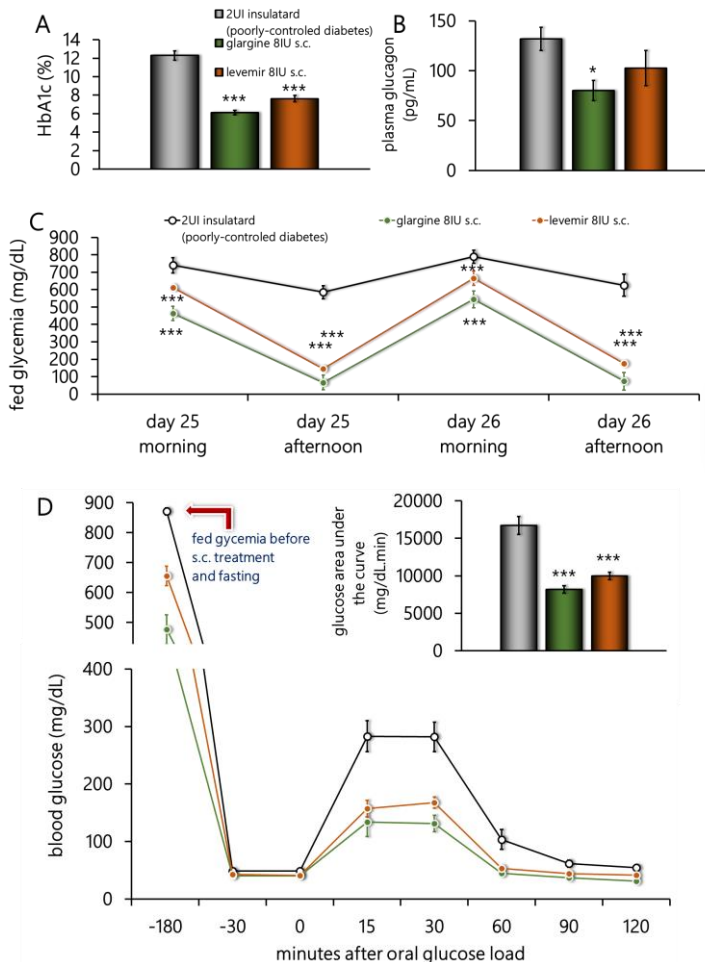 A
2UI insulatard
(poorly-controled diabetes)
glargine 8IU s.c.
levemir 8IU s.c.
HbA1c (%)
14
12
10
8
6
4
2
0
***
***
B
plasma glucagon
(pg/mL)
150
100
50
0
*
C
2UI insulatard
(poorly-controled diabetes)
glargine 8IU s.c.
levemir 8IU s.c.
fed glycemia (mg/dL)
900
800
700
600
500
400
300
200
100
0
***
***
***
***
***
***
***
***
day 25
morning
day 25
afternoon
day 26
morning
day 26
afternoon
D
900
800
700
600
500
400
300
200
100
0
fed gycemia before
s.c. treatment
and fasting
blood glucose (mg/dL)
-180
-30
0
15
30
60
90
120
minutes after oral glucose load
glucose area under
the curve
(mg/dL.min)
20000
15000
10000
5000
0
***
***